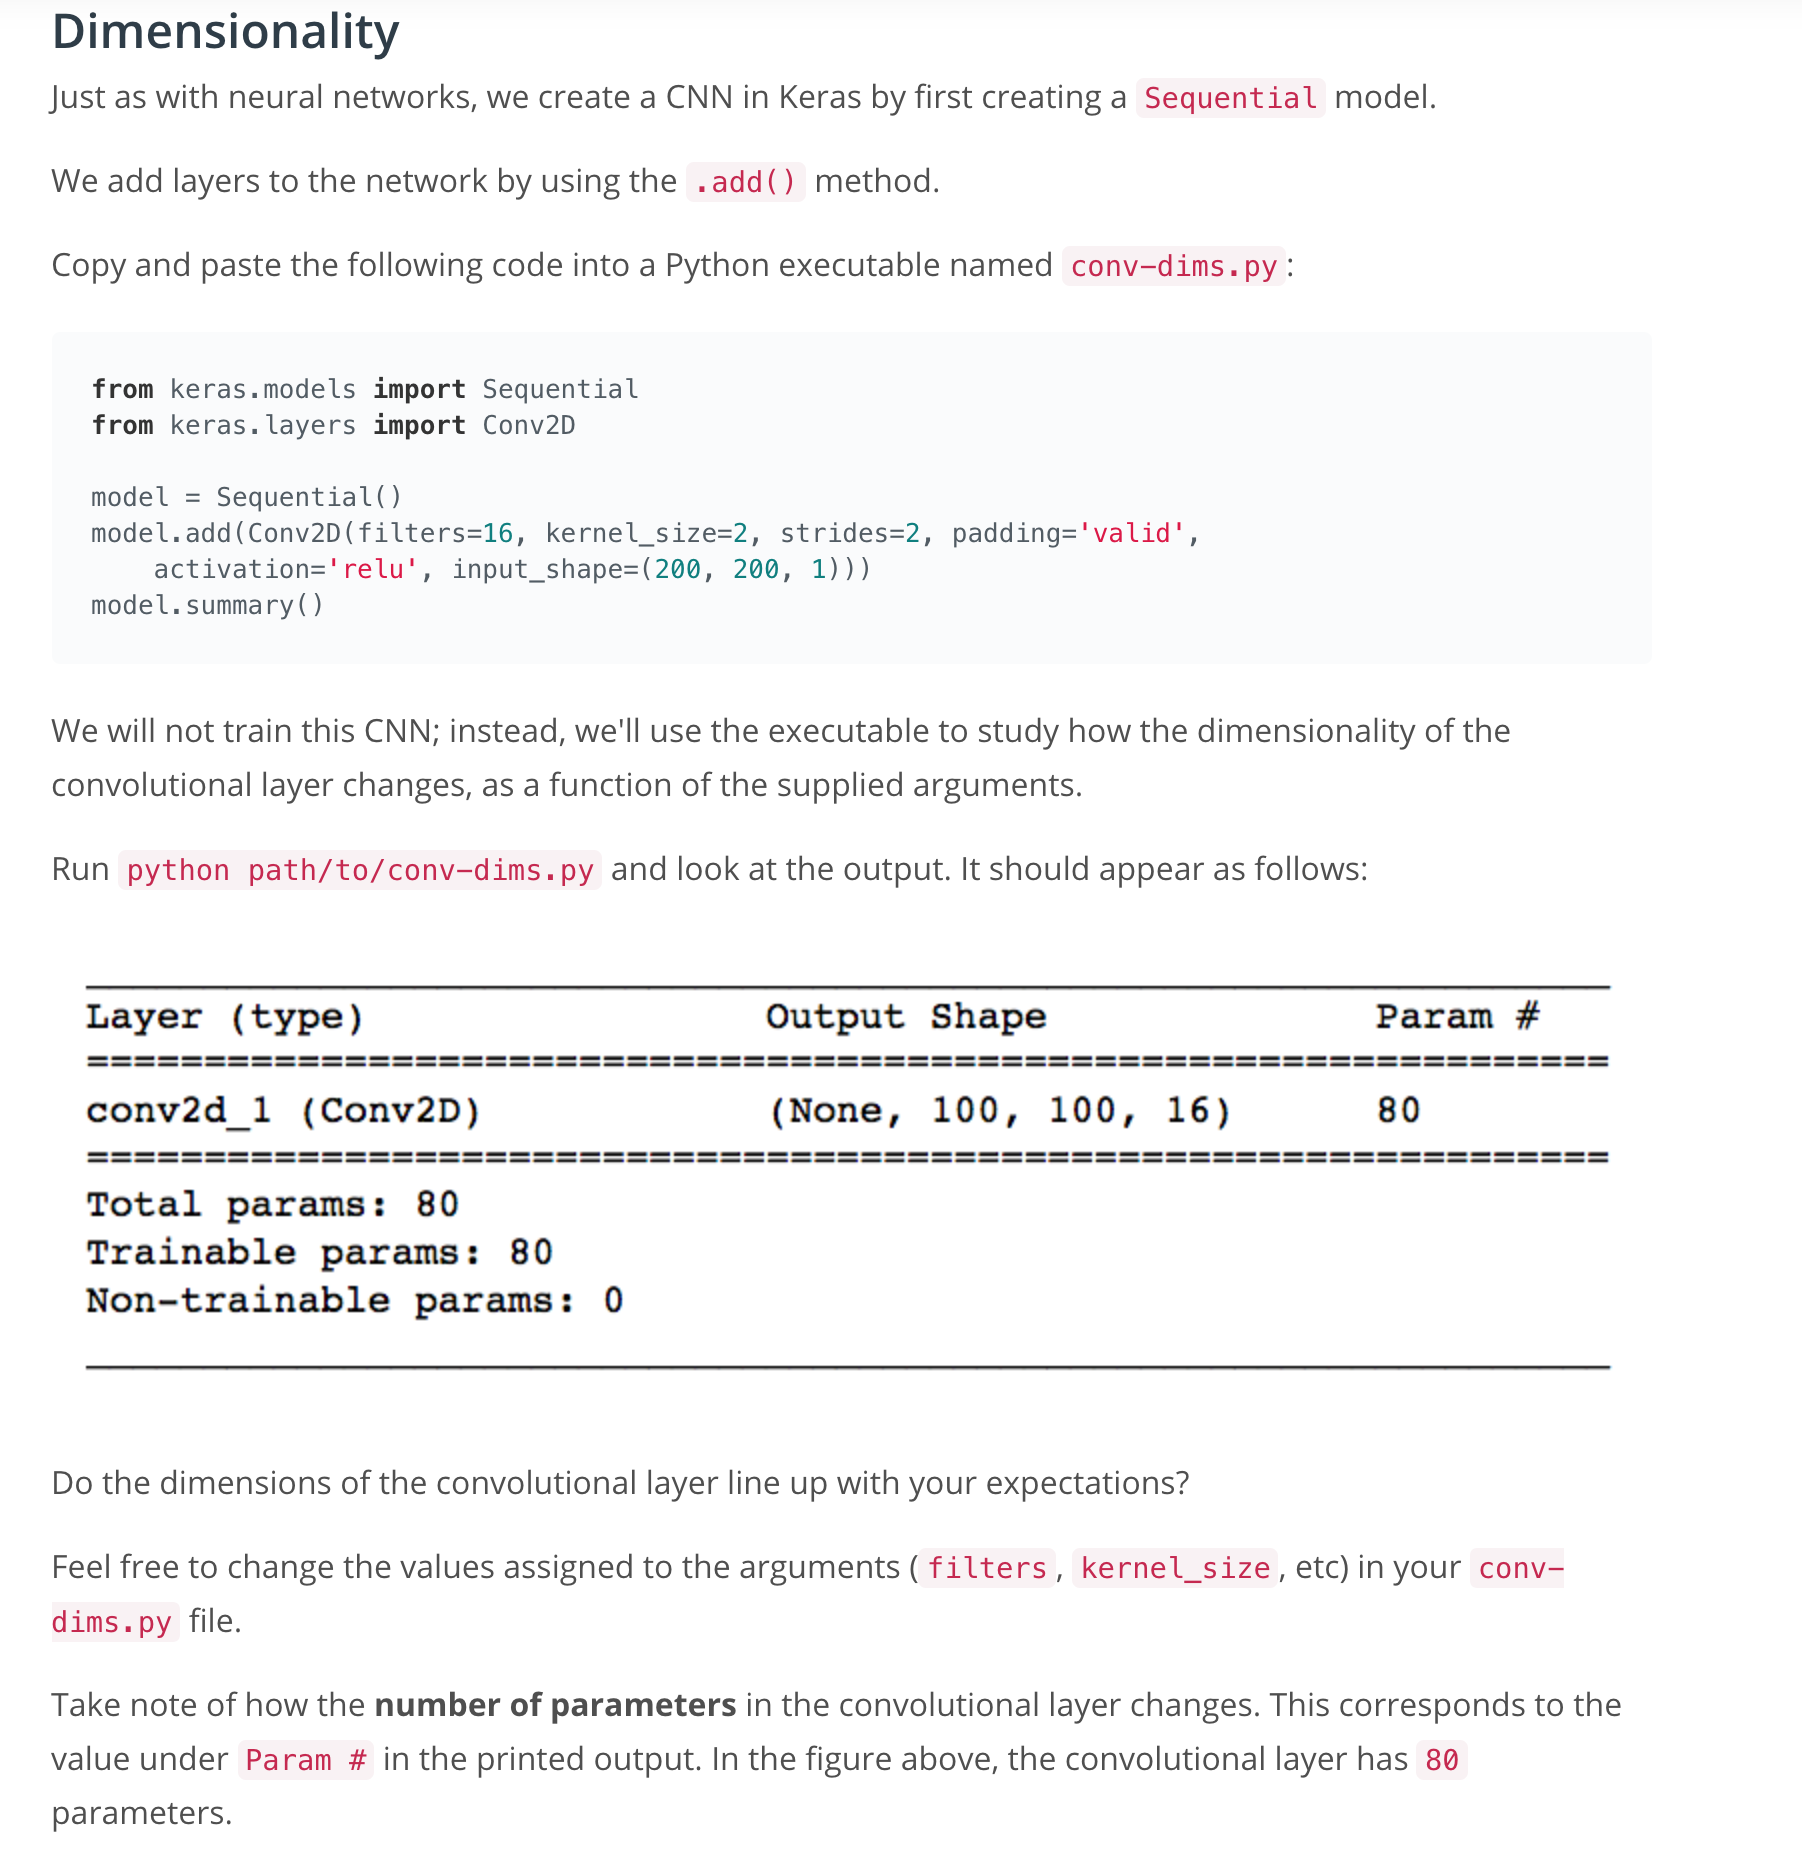 Dimensionality
Just as with neural networks, we create a CNN in Keras by first creating a Sequential model.
We add layers to the network by using the .add() method.
Copy and paste the following code into a Python executable named conv-dims.py:
from keras.models import Sequential
from keras.layers import Conv2D
model = Sequential()
model.add(Conv2D(filters=16, kernel_size=2, strides=2, padding='valid',
    activation='relu', input_shape=(200, 200, 1)))
model.summary()
We will not train this CNN; instead, we'll use the executable to study how the dimensionality of the
convolutional layer changes, as a function of the supplied arguments.
Run python path/to/conv-dims.py and look at the output. It should appear as follows:
Layer (type) Output Shape Param #
=================================================================
conv2d_1 (Conv2D) (None, 100, 100, 16) 80
=================================================================
Total params: 80
Trainable params: 80
Non-trainable params: 0
Do the dimensions of the convolutional layer line up with your expectations?
Feel free to change the values assigned to the arguments (filters, kernel_size, etc) in your conv-
dims.py file.
Take note of how the number of parameters in the convolutional layer changes. This corresponds to the
value under Param # in the printed output. In the figure above, the convolutional layer has 80
parameters.